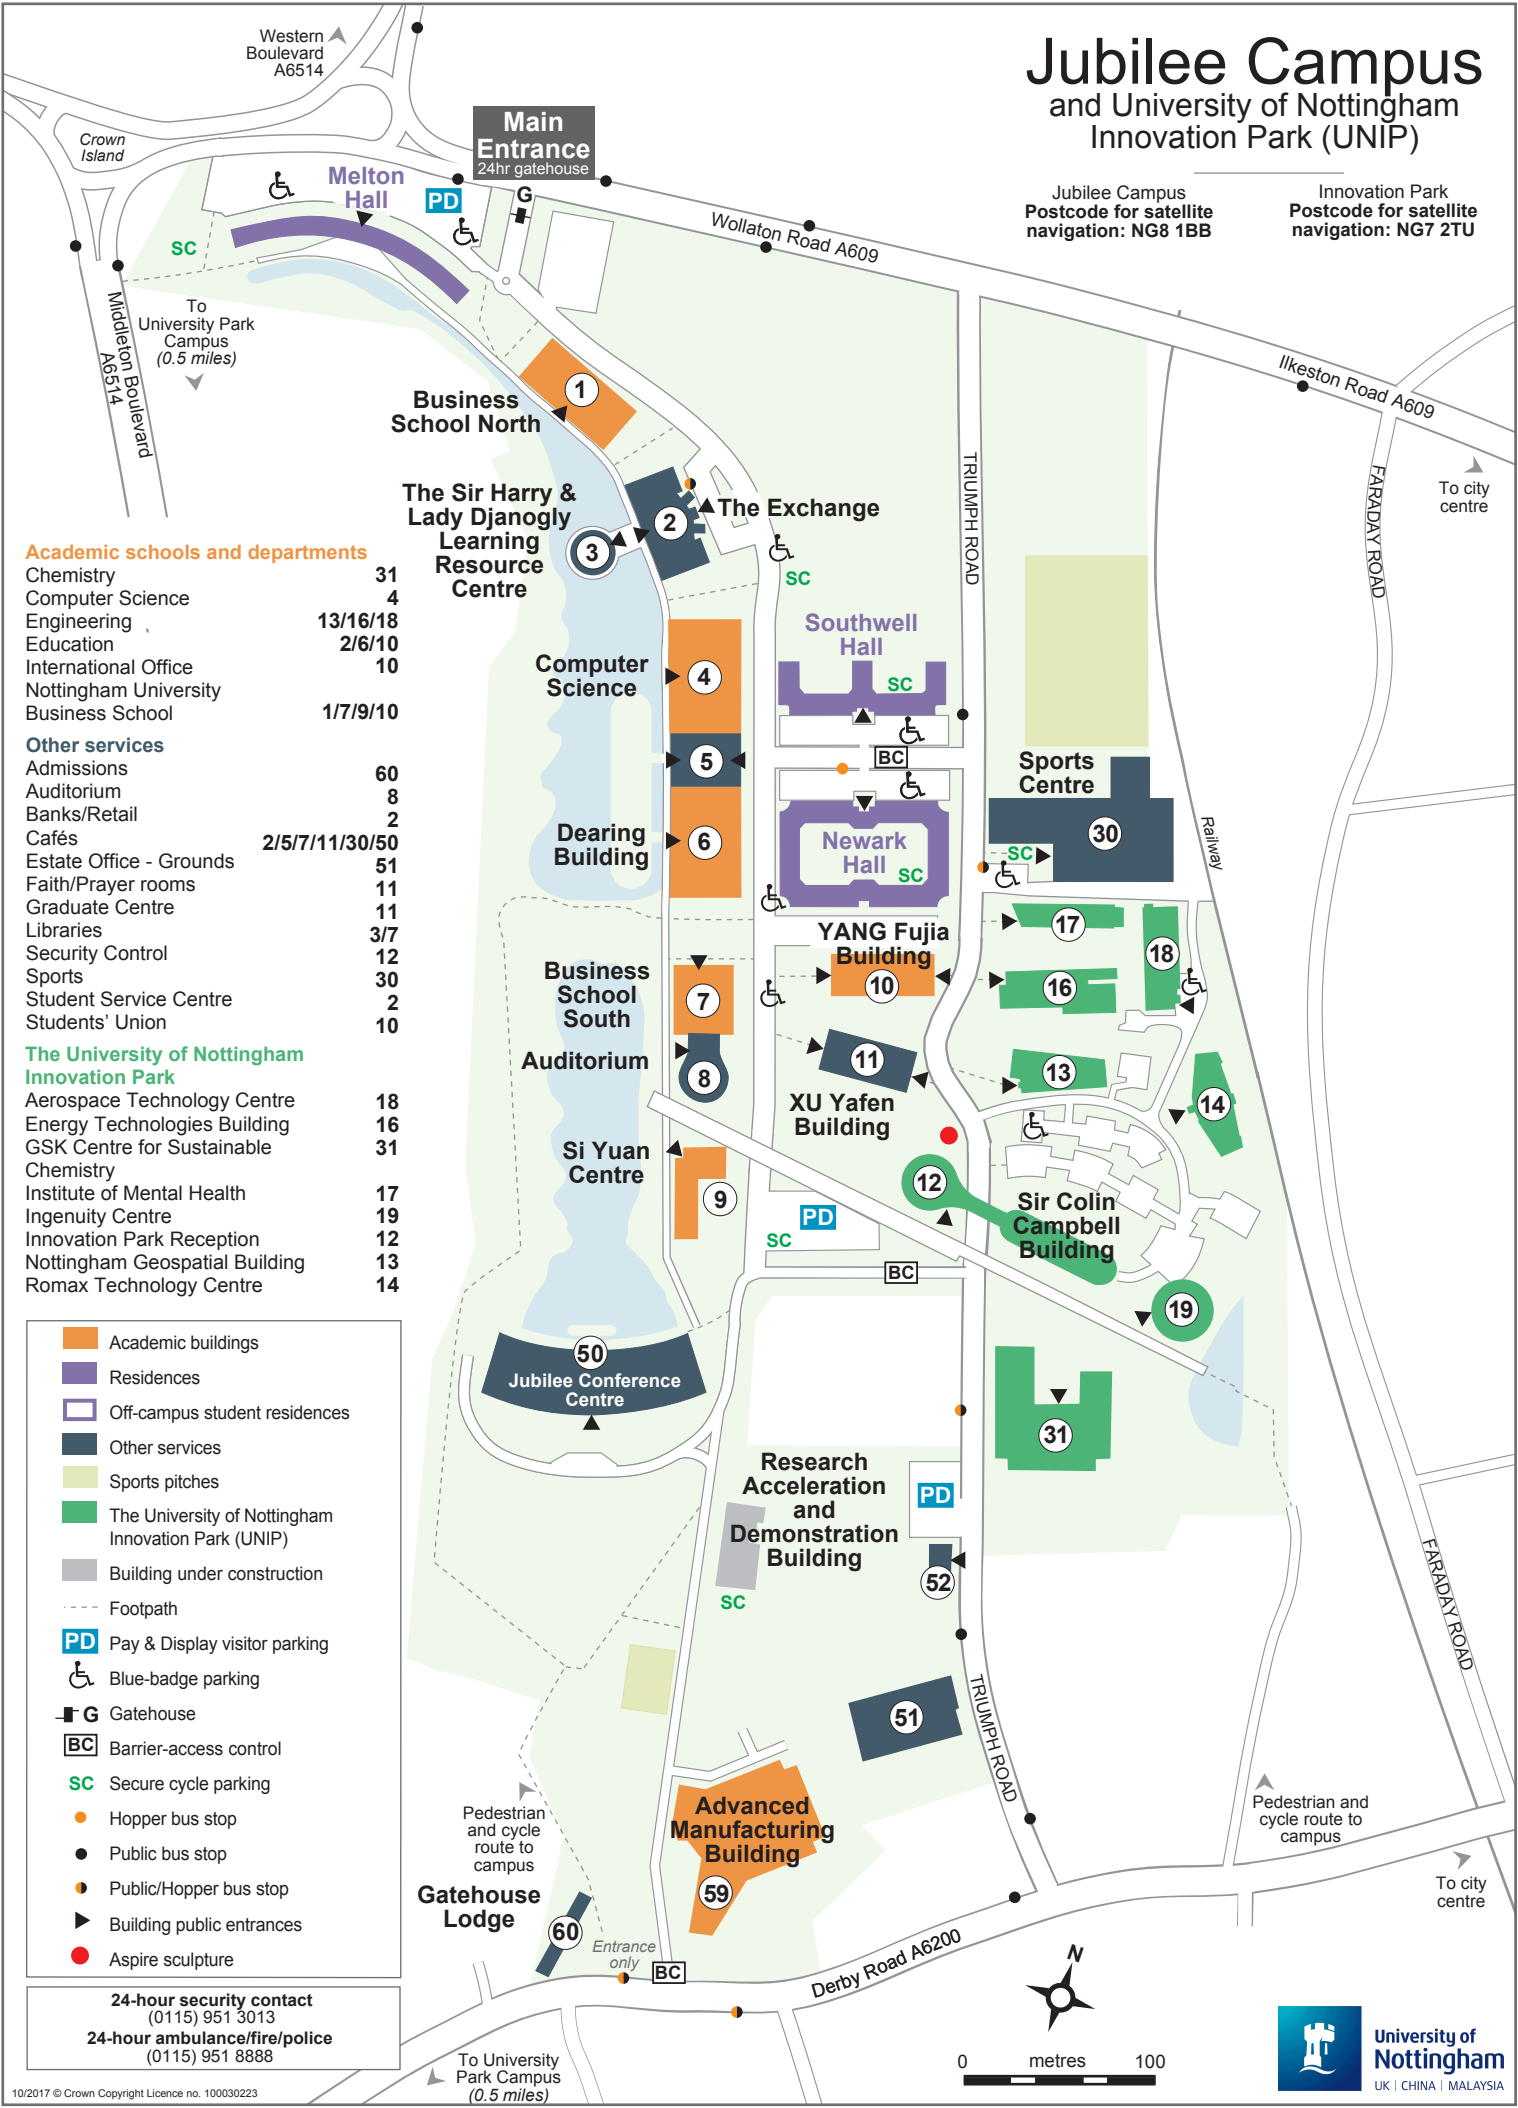 Jubilee Campus
and University of Nottingham
Innovation Park (UNIP)
Jubilee Campus
Postcode for satellite
navigation: NG8 1BB
Innovation Park
Postcode for satellite
navigation: NG7 2TU
Western
Boulevard
A6514
Crown
Island
Main
Entrance
24hr gatehouse
G
Melton
Hall
PD
SC
Wollaton Road A609
Ilkeston Road A609
To
University Park
Campus
(0.5 miles)
Middleton Boulevard
A6514
To city
centre
FARADAY ROAD
TRIUMPH ROAD
Business
School North
1
The Sir Harry &
Lady Djanogly
Learning
Resource
Centre
3
2
The Exchange
SC
Southwell
Hall
SC
Computer
Science
4
5
BC
Dearing
Building
6
Newark
Hall
SC
Sports
Centre
30
SC
Railway
17
18
YANG Fujia
Building
10
16
Business
School
South
7
Auditorium
8
11
XU Yafen
Building
13
14
Si Yuan
Centre
9
12
Sir Colin
Campbell
Building
PD
SC
BC
19
50
Jubilee Conference
Centre
31
Research
Acceleration
and
Demonstration
Building
PD
52
SC
FARADAY ROAD
51
TRIUMPH ROAD
Advanced
Manufacturing
Building
59
Pedestrian
and cycle
route to
campus
Gatehouse
Lodge
60
Entrance
only
BC
Derby Road A6200
Pedestrian and
cycle route to
campus
To city
centre
To University
Park Campus
(0.5 miles)
N
0 metres 100
University of
Nottingham
UK | CHINA | MALAYSIA
Academic schools and departments
Chemistry 31
Computer Science 4
Engineering 13/16/18
Education 2/6/10
International Office 10
Nottingham University
Business School 1/7/9/10
Other services
Admissions 60
Auditorium 8
Banks/Retail 2
Cafés 2/5/7/11/30/50
Estate Office - Grounds 51
Faith/Prayer rooms 11
Graduate Centre 11
Libraries 3/7
Security Control 12
Sports 30
Student Service Centre 2
Students' Union 10
The University of Nottingham
Innovation Park
Aerospace Technology Centre 18
Energy Technologies Building 16
GSK Centre for Sustainable 31
Chemistry
Institute of Mental Health 17
Ingenuity Centre 19
Innovation Park Reception 12
Nottingham Geospatial Building 13
Romax Technology Centre 14
Academic buildings
Residences
Off-campus student residences
Other services
Sports pitches
The University of Nottingham
Innovation Park (UNIP)
Building under construction
Footpath
PD Pay & Display visitor parking
Blue-badge parking
G Gatehouse
BC Barrier-access control
SC Secure cycle parking
Hopper bus stop
Public bus stop
Public/Hopper bus stop
Building public entrances
Aspire sculpture
24-hour security contact
(0115) 951 3013
24-hour ambulance/fire/police
(0115) 951 8888
10/2017 © Crown Copyright Licence no. 100030223